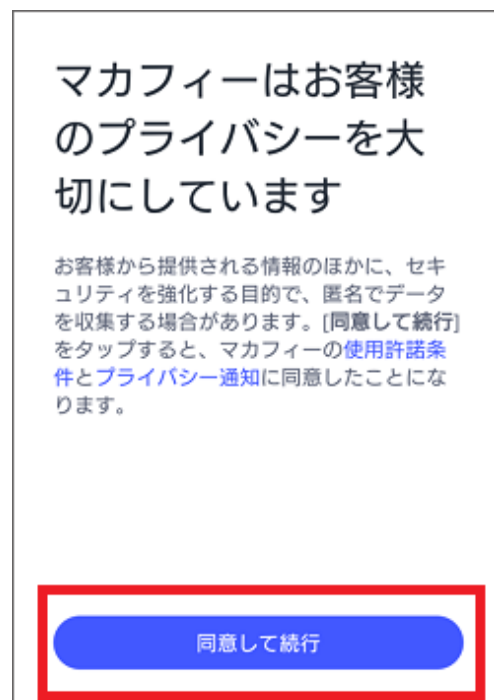 マカフィーはお客様
のプライバシーを大
切にしています
お客様から提供される情報のほかに、セキ
ュリティを強化する目的で、匿名でデータ
を収集する場合があります。[同意して続行]
をタップすると、マカフィーの使用許諾条
件とプライバシー通知に同意したことにな
ります。
同意して続行